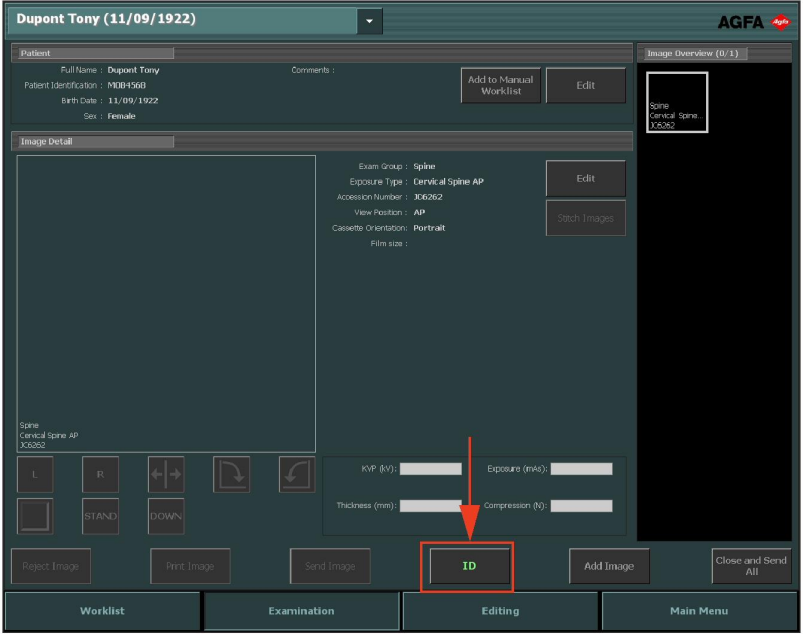 Dupont Tony (11/09/1922)
AGFA Agfa
Patient
Full Name : Dupont Tony
Patient Identification : MOB4568
Birth Date : 11/09/1922
Sex : Female
Comments :
Add to Manual
Worklist
Edit
Image Overview (0/1)
Spine
Cervical Spine...
JC6262
Image Detail
Exam Group : Spine
Exposure Type : Cervical Spine AP
Accession Number : JC6262
View Position : AP
Cassette Orientation: Portrait
Film size :
Edit
Stitch Images
Spine
Cervical Spine AP
JC6262
L
R
STAND
DOWN
KVP (kV):
Exposure (mAs):
Thickness (mm):
Compression (N):
Reject Image
Print Image
Send Image
ID
Add Image
Close and Send
All
Worklist
Examination
Editing
Main Menu